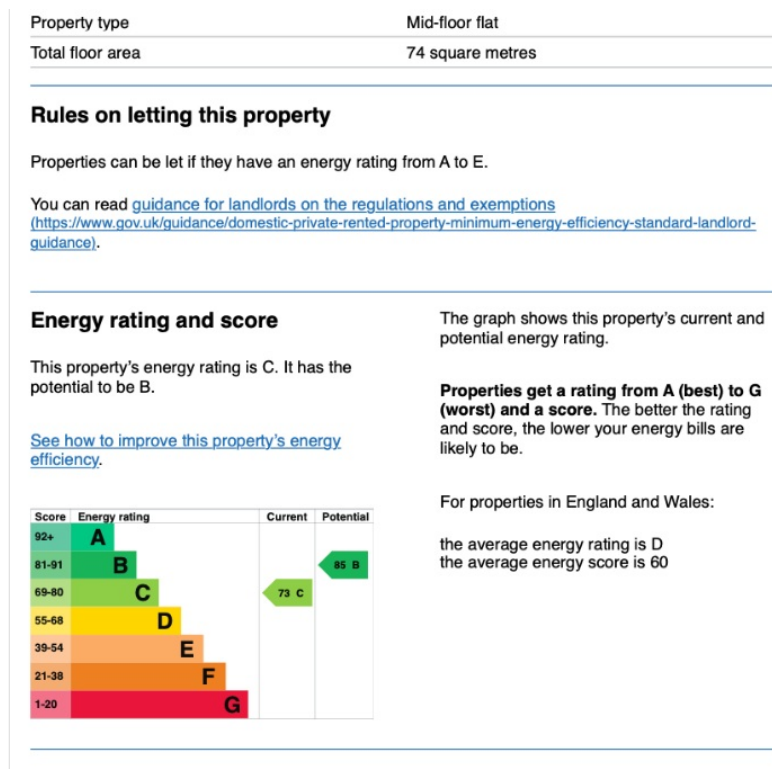 Property type Mid-floor flat
Total floor area 74 square metres
Rules on letting this property
Properties can be let if they have an energy rating from A to E.
You can read guidance for landlords on the regulations and exemptions
(https://www.gov.uk/guidance/domestic-private-rented-property-minimum-energy-efficiency-standard-landlord-
guidance).
Energy rating and score
This property's energy rating is C. It has the
potential to be B.
See how to improve this property's energy
efficiency.
Score Energy rating Current Potential
92+ A
81-91 B 85 B
69-80 C 73 C
55-68 D
39-54 E
21-38 F
1-20 G
The graph shows this property's current and
potential energy rating.
Properties get a rating from A (best) to G
(worst) and a score. The better the rating
and score, the lower your energy bills are
likely to be.
For properties in England and Wales:
the average energy rating is D
the average energy score is 60